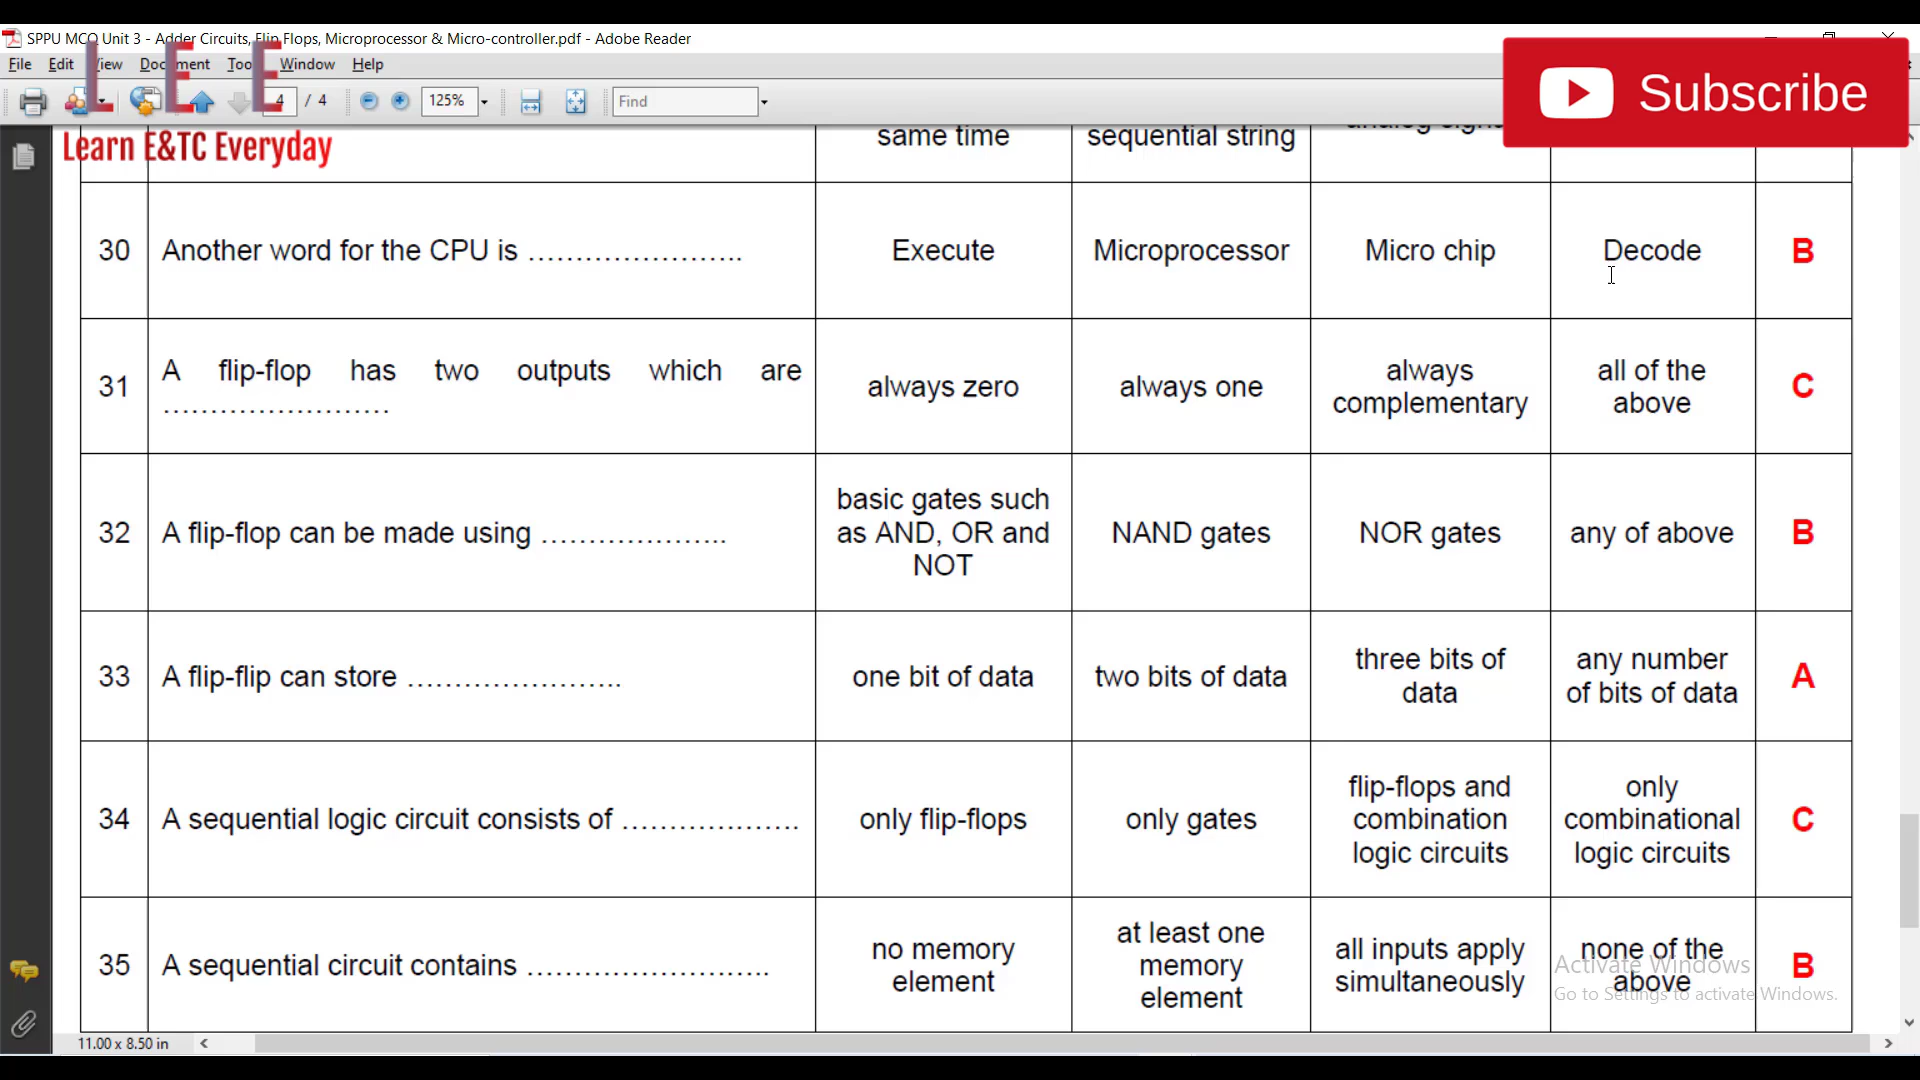 SPPU MCQ Unit 3 - Adder Circuits, Flip Flops, Microprocessor & Micro-controller.pdf - Adobe Reader
File Edit View Document Window Help
4 / 4 125% Find
Subscribe
L E E
Learn E&TC Everyday
same time sequential string
30 Another word for the CPU is ………………….. Execute Microprocessor Micro chip Decode B
31 A flip-flop has two outputs which are always zero always one always all of the C
…………………… complementary above
basic gates such
32 A flip-flop can be made using ……………….. as AND, OR and NAND gates NOR gates any of above B
NOT
33 A flip-flip can store ………………….. one bit of data two bits of data three bits of any number A
data of bits of data
flip-flops and only
34 A sequential logic circuit consists of ………………. only flip-flops only gates combination combinational C
logic circuits logic circuits
at least one
35 A sequential circuit contains …………………….. no memory memory all inputs apply none of the B
element element simultaneously above
Activate Windows
Go to Settings to activate Windows.
11.00 x 8.50 in